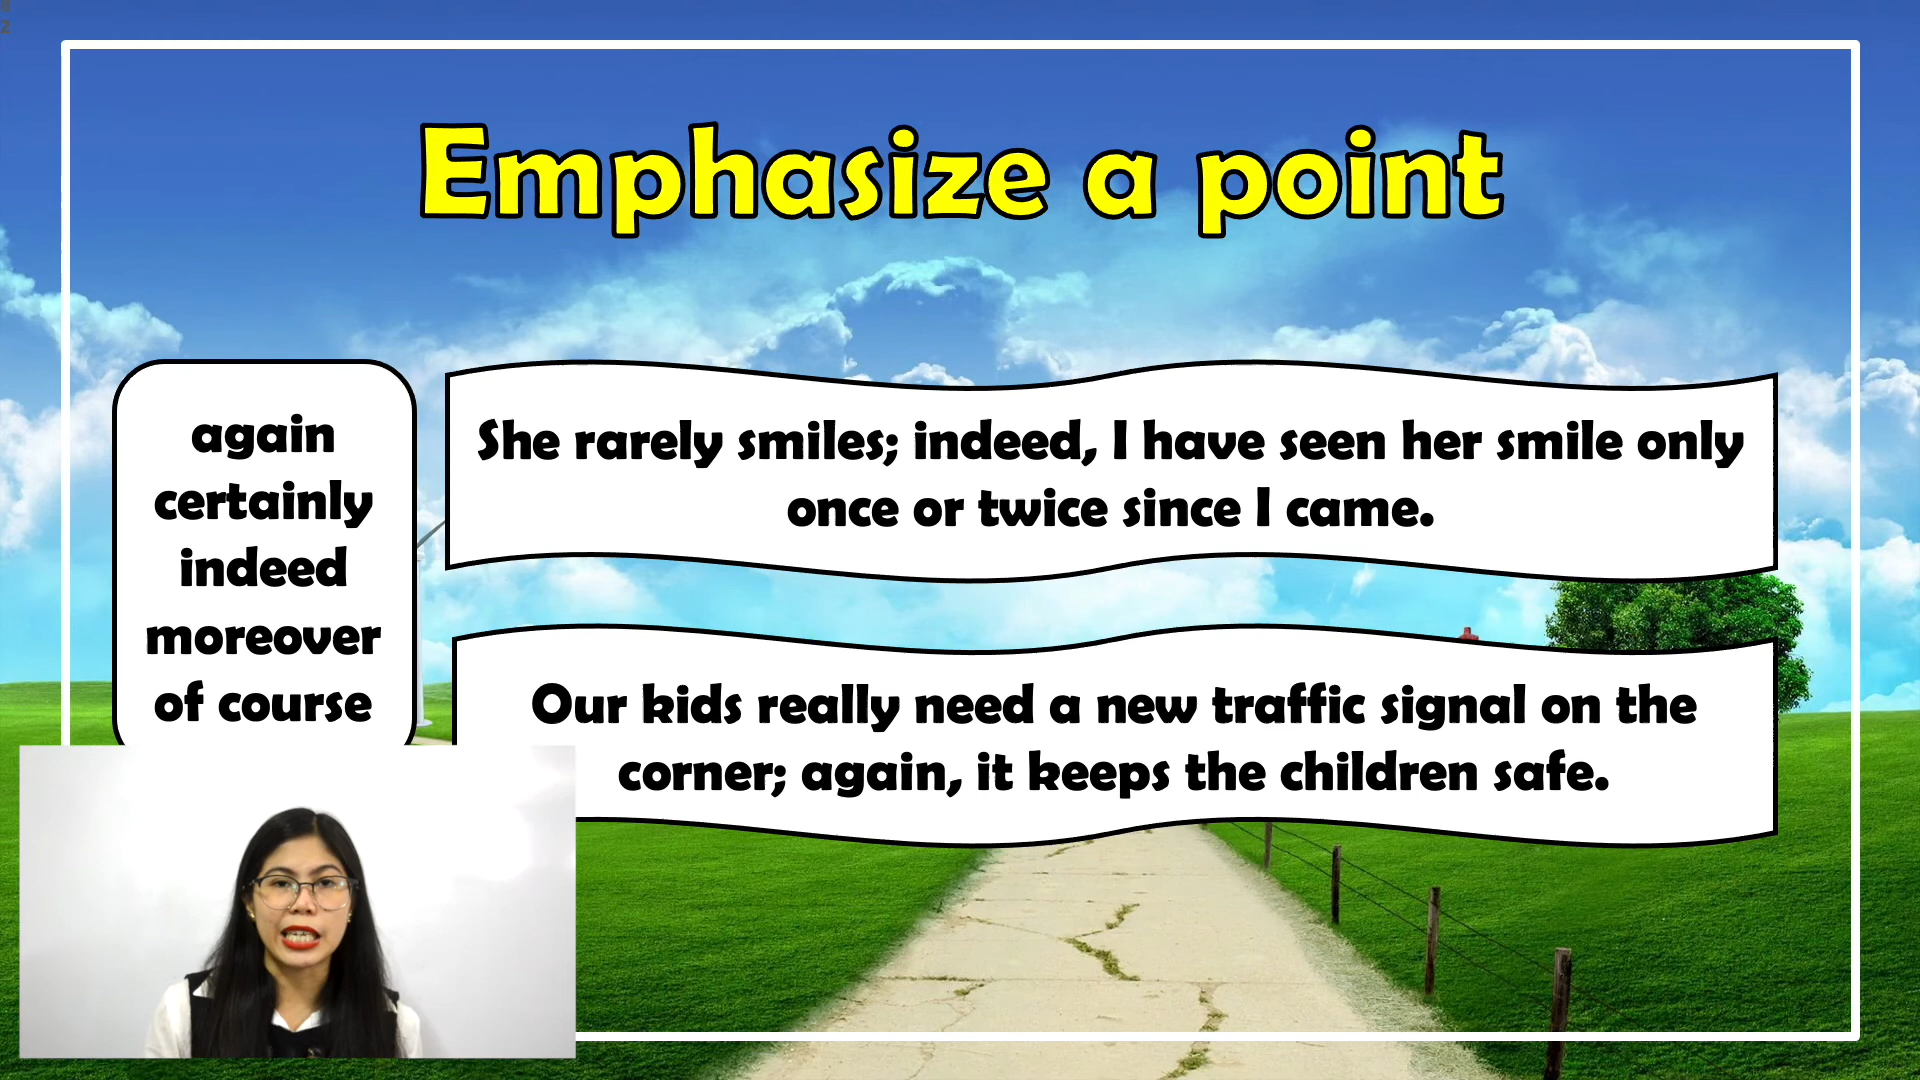 Emphasize a point
again
certainly
indeed
moreover
of course
She rarely smiles; indeed, I have seen her smile only
once or twice since I came.
Our kids really need a new traffic signal on the
corner; again, it keeps the children safe.